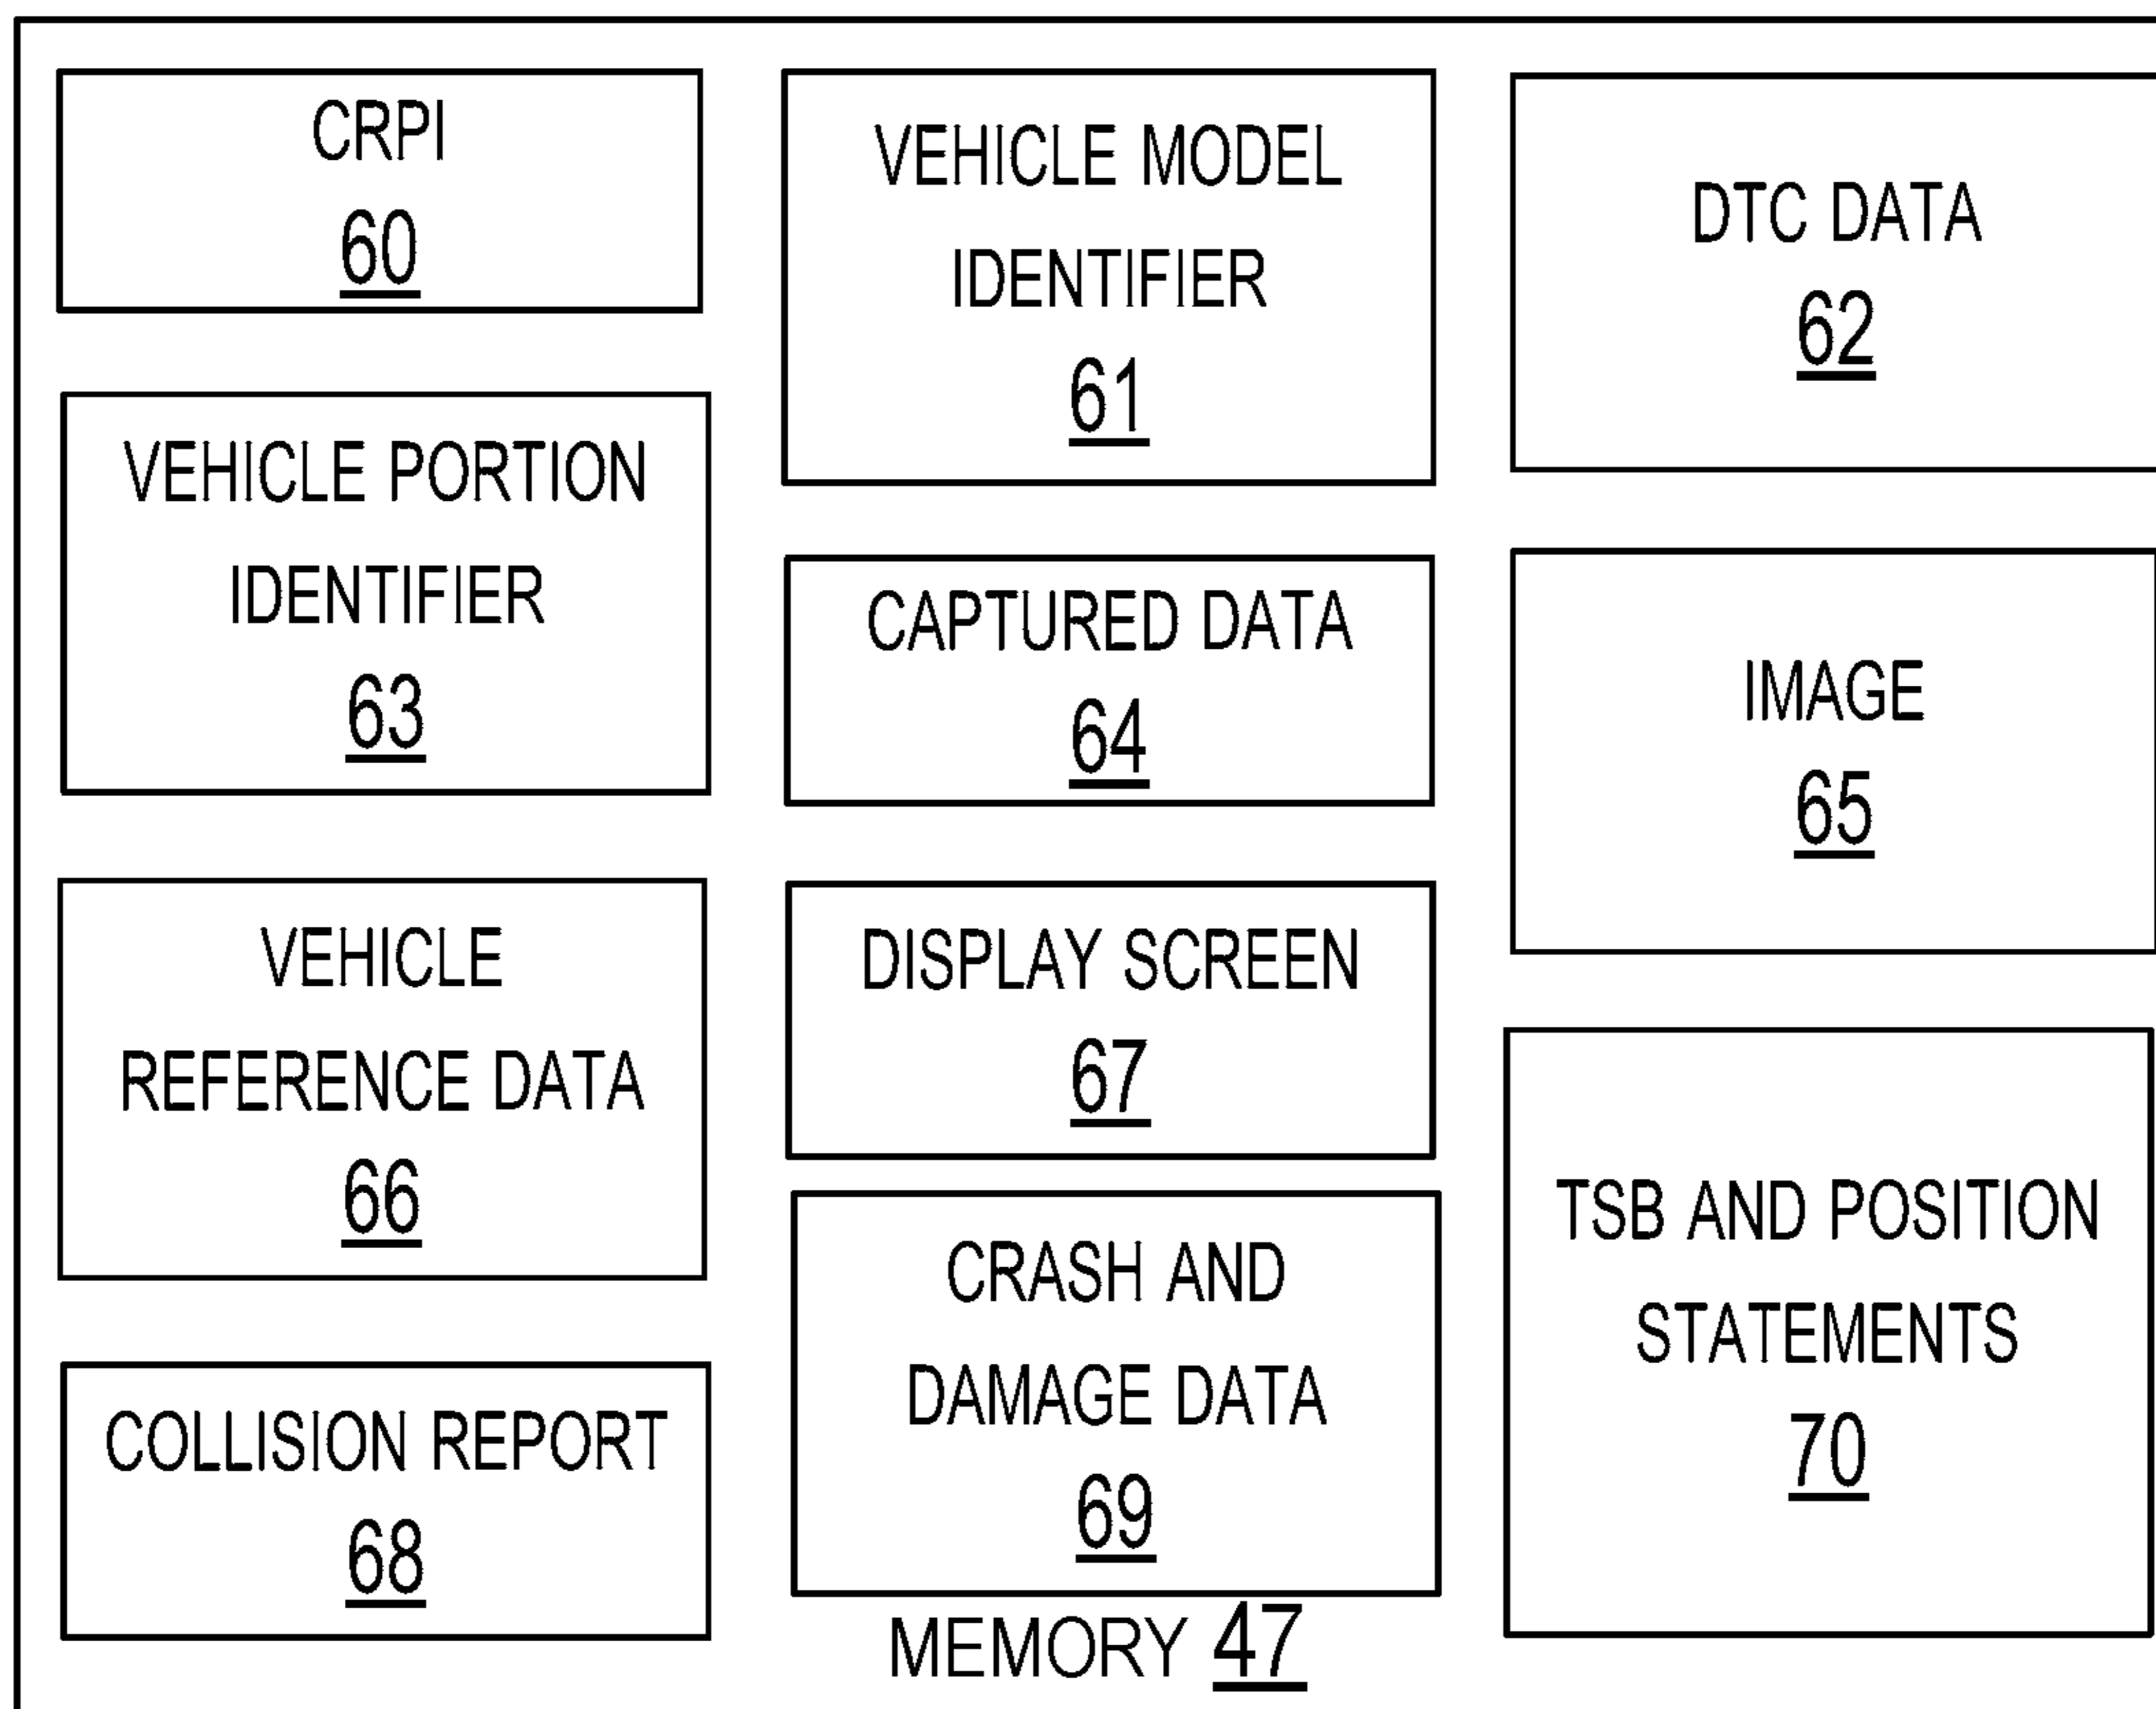 CRPI
60
VEHICLE MODEL
IDENTIFIER
61
DTC DATA
62
VEHICLE PORTION
IDENTIFIER
63
CAPTURED DATA
64
IMAGE
65
VEHICLE
REFERENCE DATA
66
DISPLAY SCREEN
67
COLLISION REPORT
68
CRASH AND
DAMAGE DATA
69
TSB AND POSITION
STATEMENTS
70
MEMORY 47